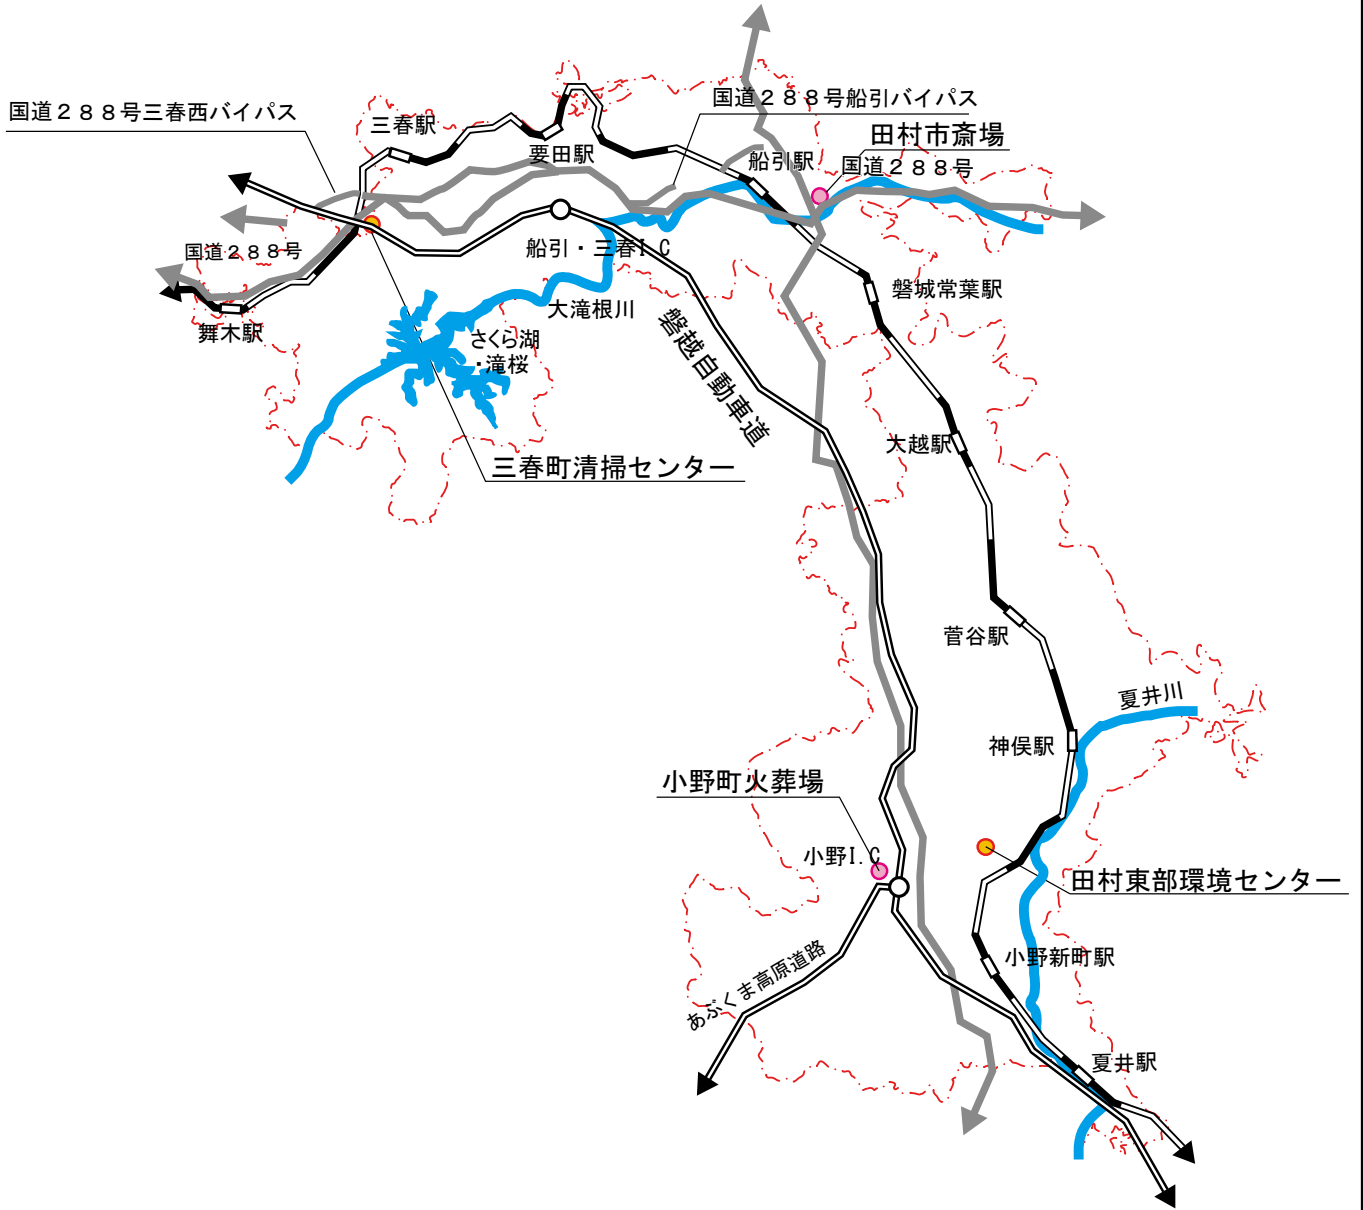 国道２８８号三春西バイパス
国道２８８号船引バイパス
三春駅
田村市斎場
要田駅
船引駅
国道２８８号
国道２８８号
船引・三春I.C
磐城常葉駅
大滝根川
舞木駅
さくら湖
・滝桜
磐越自動車道
大越駅
三春町清掃センター
菅谷駅
夏井川
神俣駅
小野町火葬場
小野I.C
田村東部環境センター
あぶくま高原道路
小野新町駅
夏井駅